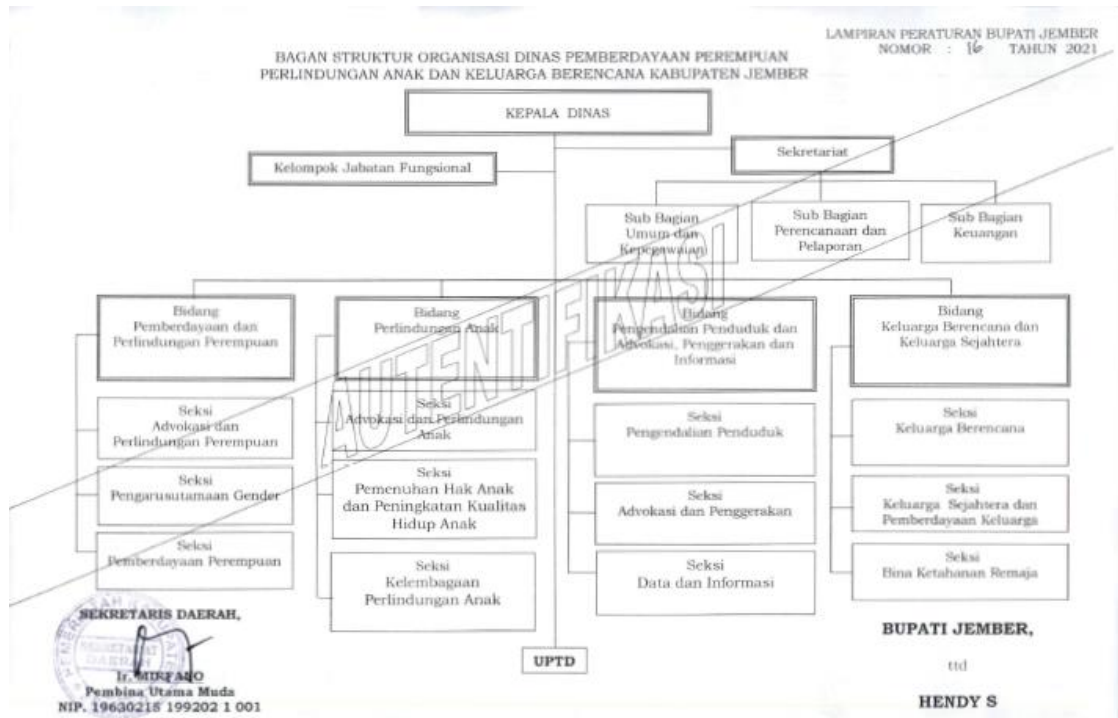 LAMPIRAN PERATURAN BUPATI JEMBER
NOMOR : 16 TAHUN 2021
BAGAN STRUKTUR ORGANISASI DINAS PEMBERDAYAAN PEREMPUAN
PERLINDUNGAN ANAK DAN KELUARGA BERENCANA KABUPATEN JEMBER
KEPALA DINAS
Kelompok Jabatan Fungsional
Sekretariat
Sub Bagian
Umum dan
Kepegawaian
Sub Bagian
Perencanaan dan
Pelaporan
Sub Bagian
Keuangan
Bidang
Pemberdayaan dan
Perlindungan Perempuan
Seksi
Advokasi dan
Perlindungan Perempuan
Seksi
Pengarusutamaan Gender
Seksi
Pemberdayaan Perempuan
Bidang
Perlindungan Anak
Seksi
Advokasi dan Perlindungan
Anak
Seksi
Pemenuhan Hak Anak
dan Peningkatan Kualitas
Hidup Anak
Seksi
Kelembagaan
Perlindungan Anak
Bidang
Pengendalian Penduduk dan
Advokasi, Penggerakan dan
Informasi
Seksi
Pengendalian Penduduk
Seksi
Advokasi dan Penggerakan
Seksi
Data dan Informasi
Bidang
Keluarga Berencana dan
Keluarga Sejahtera
Seksi
Keluarga Berencana
Seksi
Keluarga Sejahtera dan
Pemberdayaan Keluarga
Seksi
Bina Ketahanan Remaja
AUTENTIFIKASI
UPTD
SEKRETARIS DAERAH,
SEKRETARIAT
DAERAH
Ir. MIRFANO
Pembina Utama Muda
NIP. 19630215 199202 1 001
BUPATI JEMBER,
ttd
HENDY S